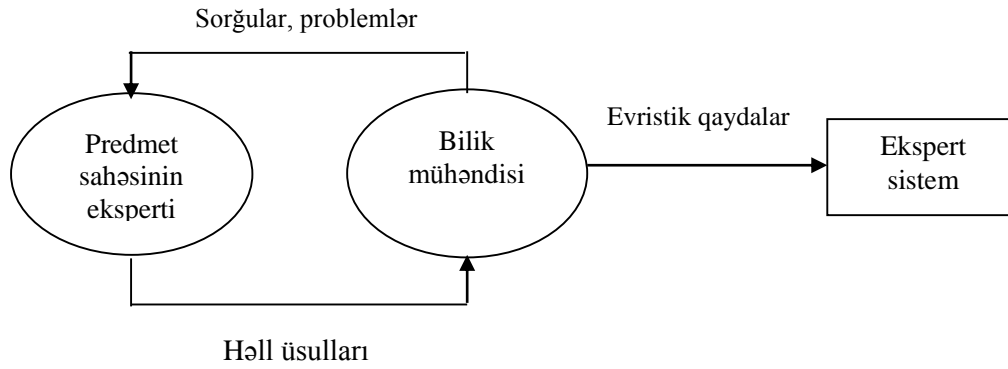 Sorğular, problemlər
Predmet
sahəsinin
eksperti
Bilik
mühəndisi
Evristik qaydalar
Ekspert
sistem
Həll üsulları